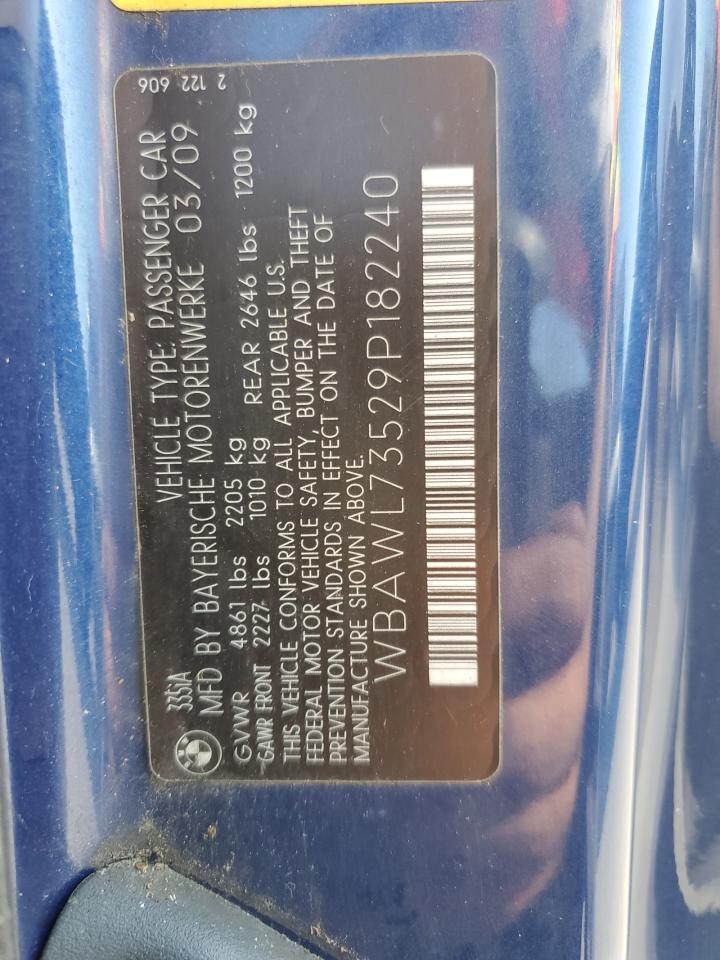 3351A VEHICLE TYPE: PASSENGER CAR 2 122 606
MFD BY BAYERISCHE MOTORENWERKE 03/09
GVWR 4861 lbs 2205 kg
GAWR FRONT 2227 lbs 1010 kg REAR 2646 lbs 1200 kg
THIS VEHICLE CONFORMS TO ALL APPLICABLE U.S.
FEDERAL MOTOR VEHICLE SAFETY, BUMPER AND THEFT
PREVENTION STANDARDS IN EFFECT ON THE DATE OF
MANUFACTURE SHOWN ABOVE.
WBAWL73529P182240